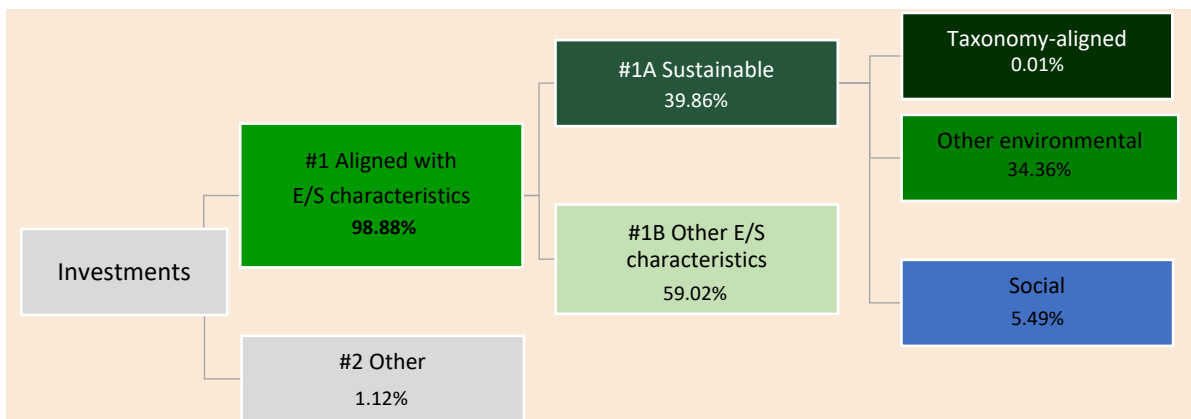 Investments
#1 Aligned with
E/S characteristics
98.88%
#2 Other
1.12%
#1A Sustainable
39.86%
#1B Other E/S
characteristics
59.02%
Taxonomy-aligned
0.01%
Other environmental
34.36%
Social
5.49%